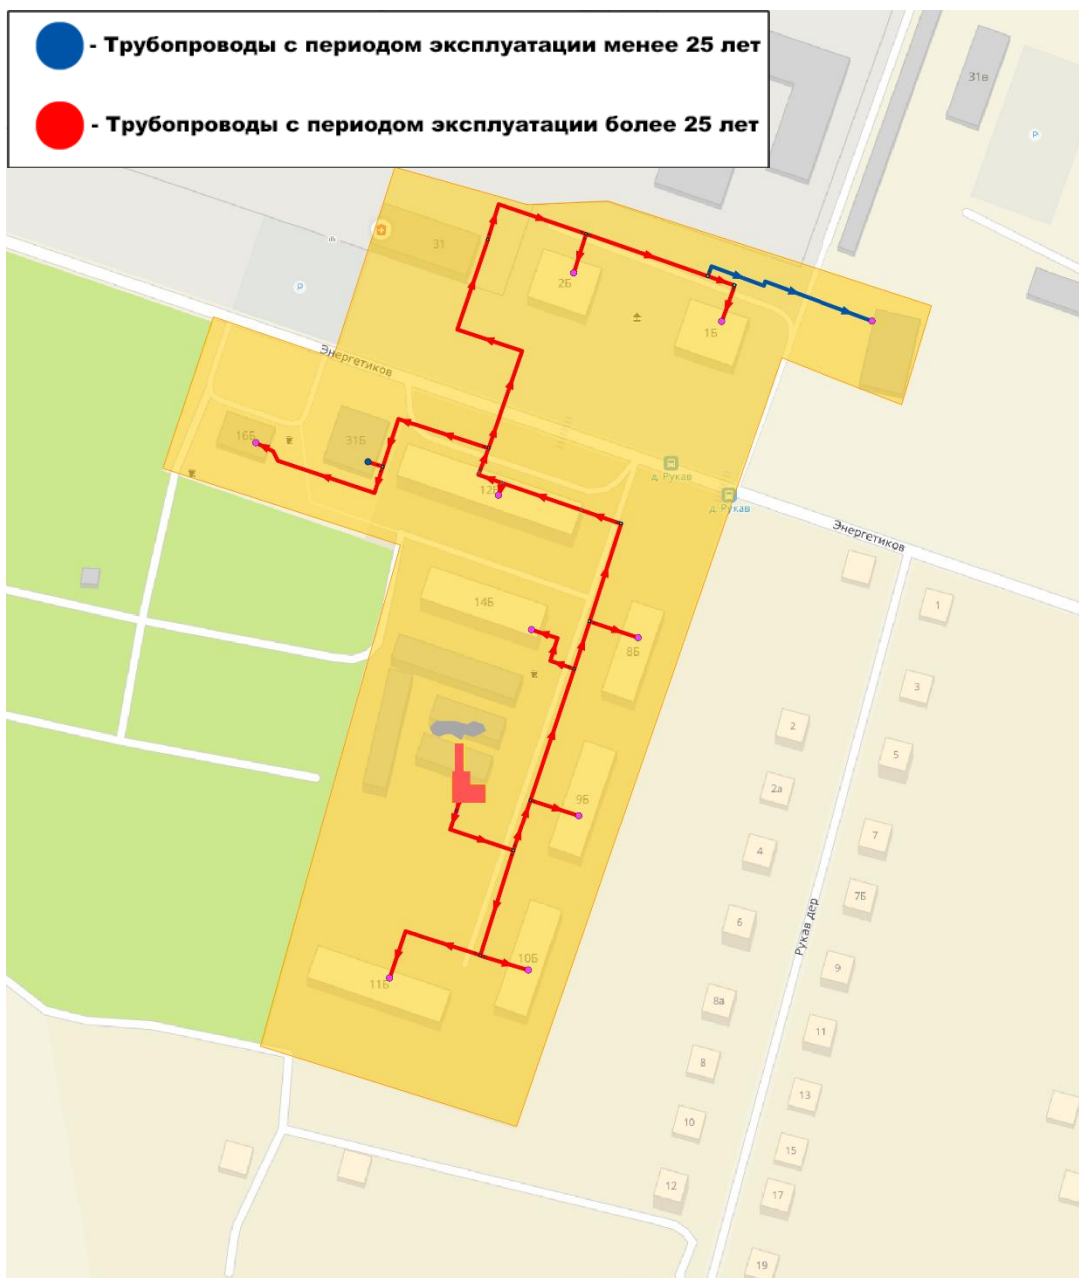 - Трубопроводы с периодом эксплуатации менее 25 лет
- Трубопроводы с периодом эксплуатации более 25 лет
31в
P
31
2Б
P
1Б
Энергетиков
16Б
31Б
д. Рукав
12Б
д. Рукав
Энергетиков
14Б
1
8Б
3
2
5
2а
9Б
7
4
7Б
6
Рукав дер
10Б
9
11Б
8а
11
8
13
10
15
12
17
19